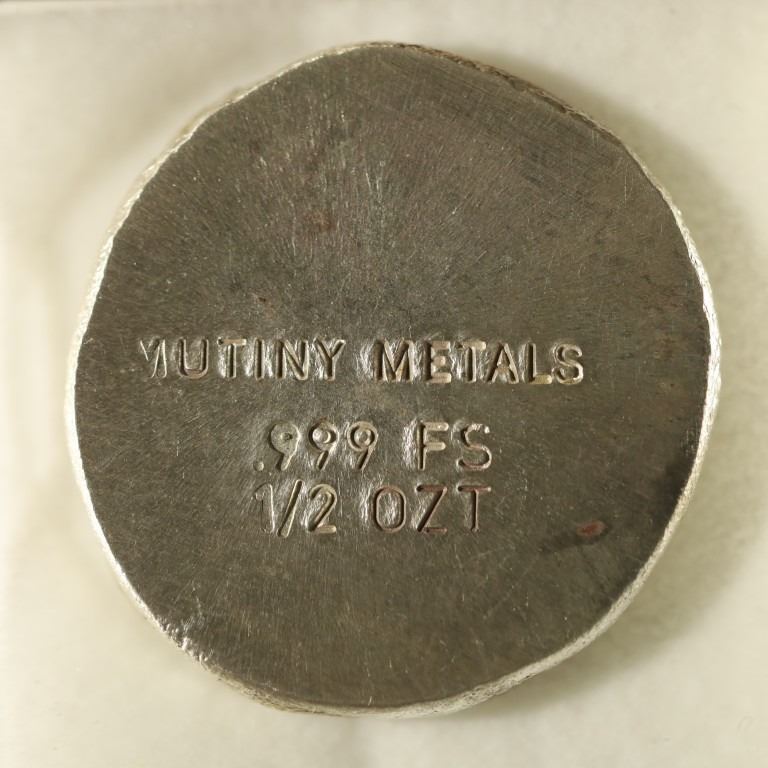 MUTINY METALS
.999 FS
1/2 OZT